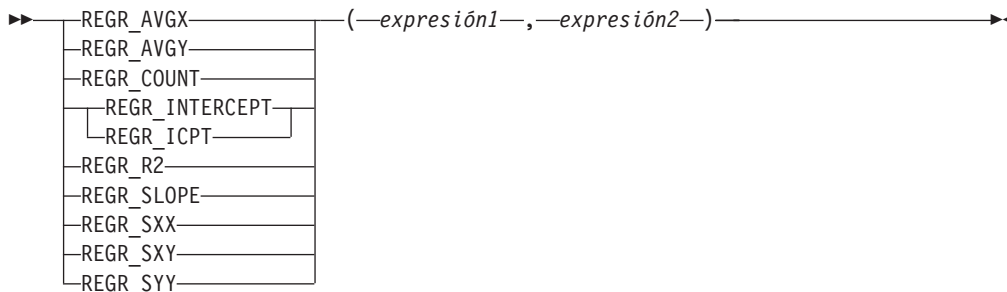 REGR_AVGX ( expresión1 , expresión2 )
REGR_AVGY
REGR_COUNT
REGR_INTERCEPT
REGR_ICPT
REGR_R2
REGR_SLOPE
REGR_SXX
REGR_SXY
REGR_SYY